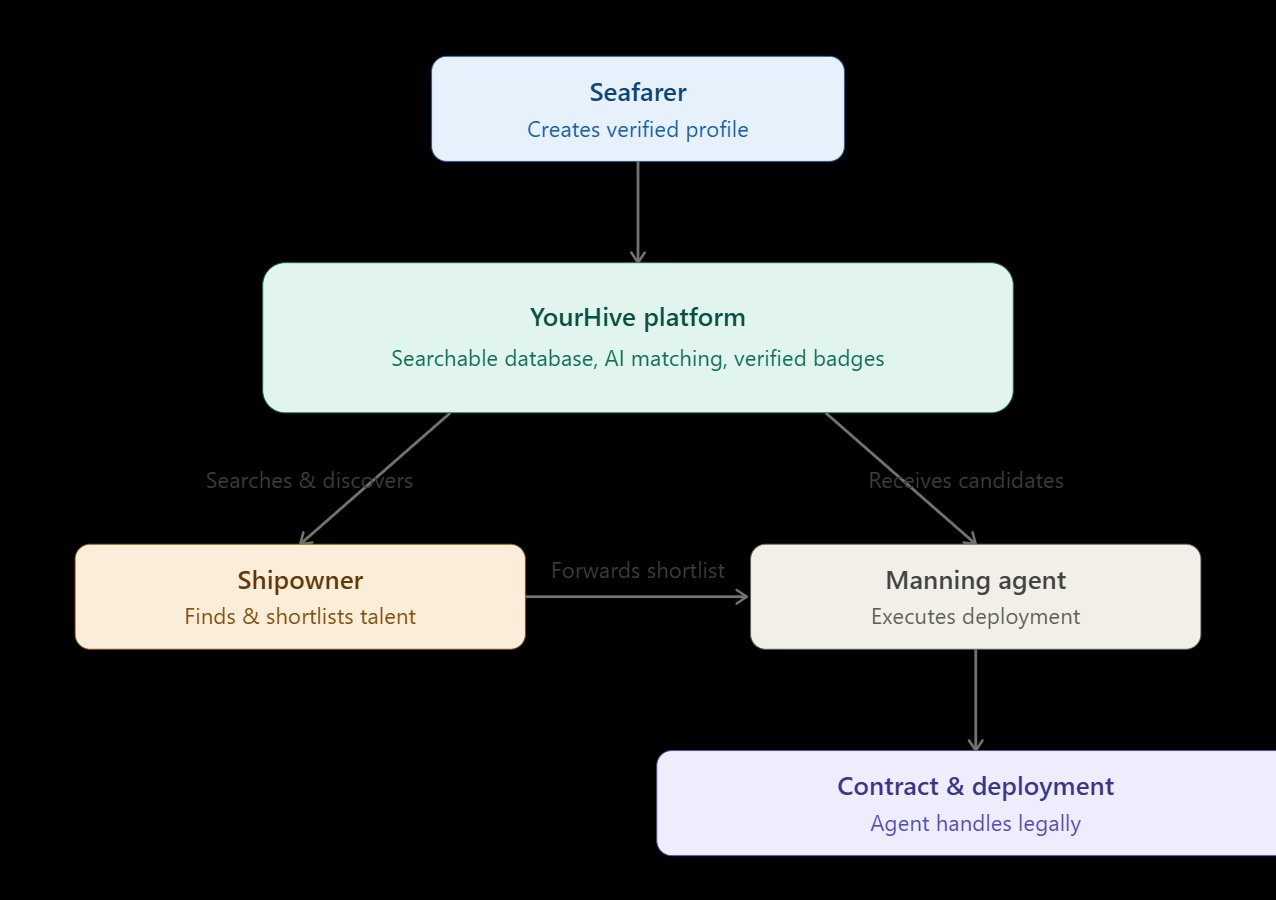 Seafarer
Creates verified profile
YourHive platform
Searchable database, AI matching, verified badges
Searches & discovers
Receives candidates
Forwards shortlist
Shipowner
Finds & shortlists talent
Manning agent
Executes deployment
Contract & deployment
Agent handles legally